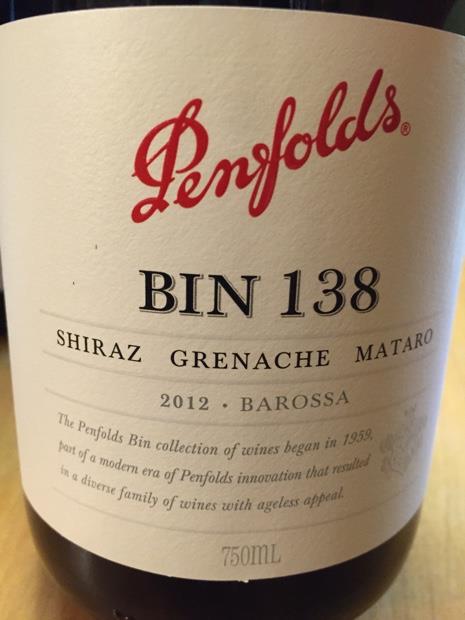 Penfolds®
BIN 138
SHIRAZ GRENACHE MATARO
2012 · BAROSSA
The Penfolds Bin collection of wines began in 1959,
part of a modern era of Penfolds innovation that resulted
in a diverse family of wines with ageless appeal.
750ML